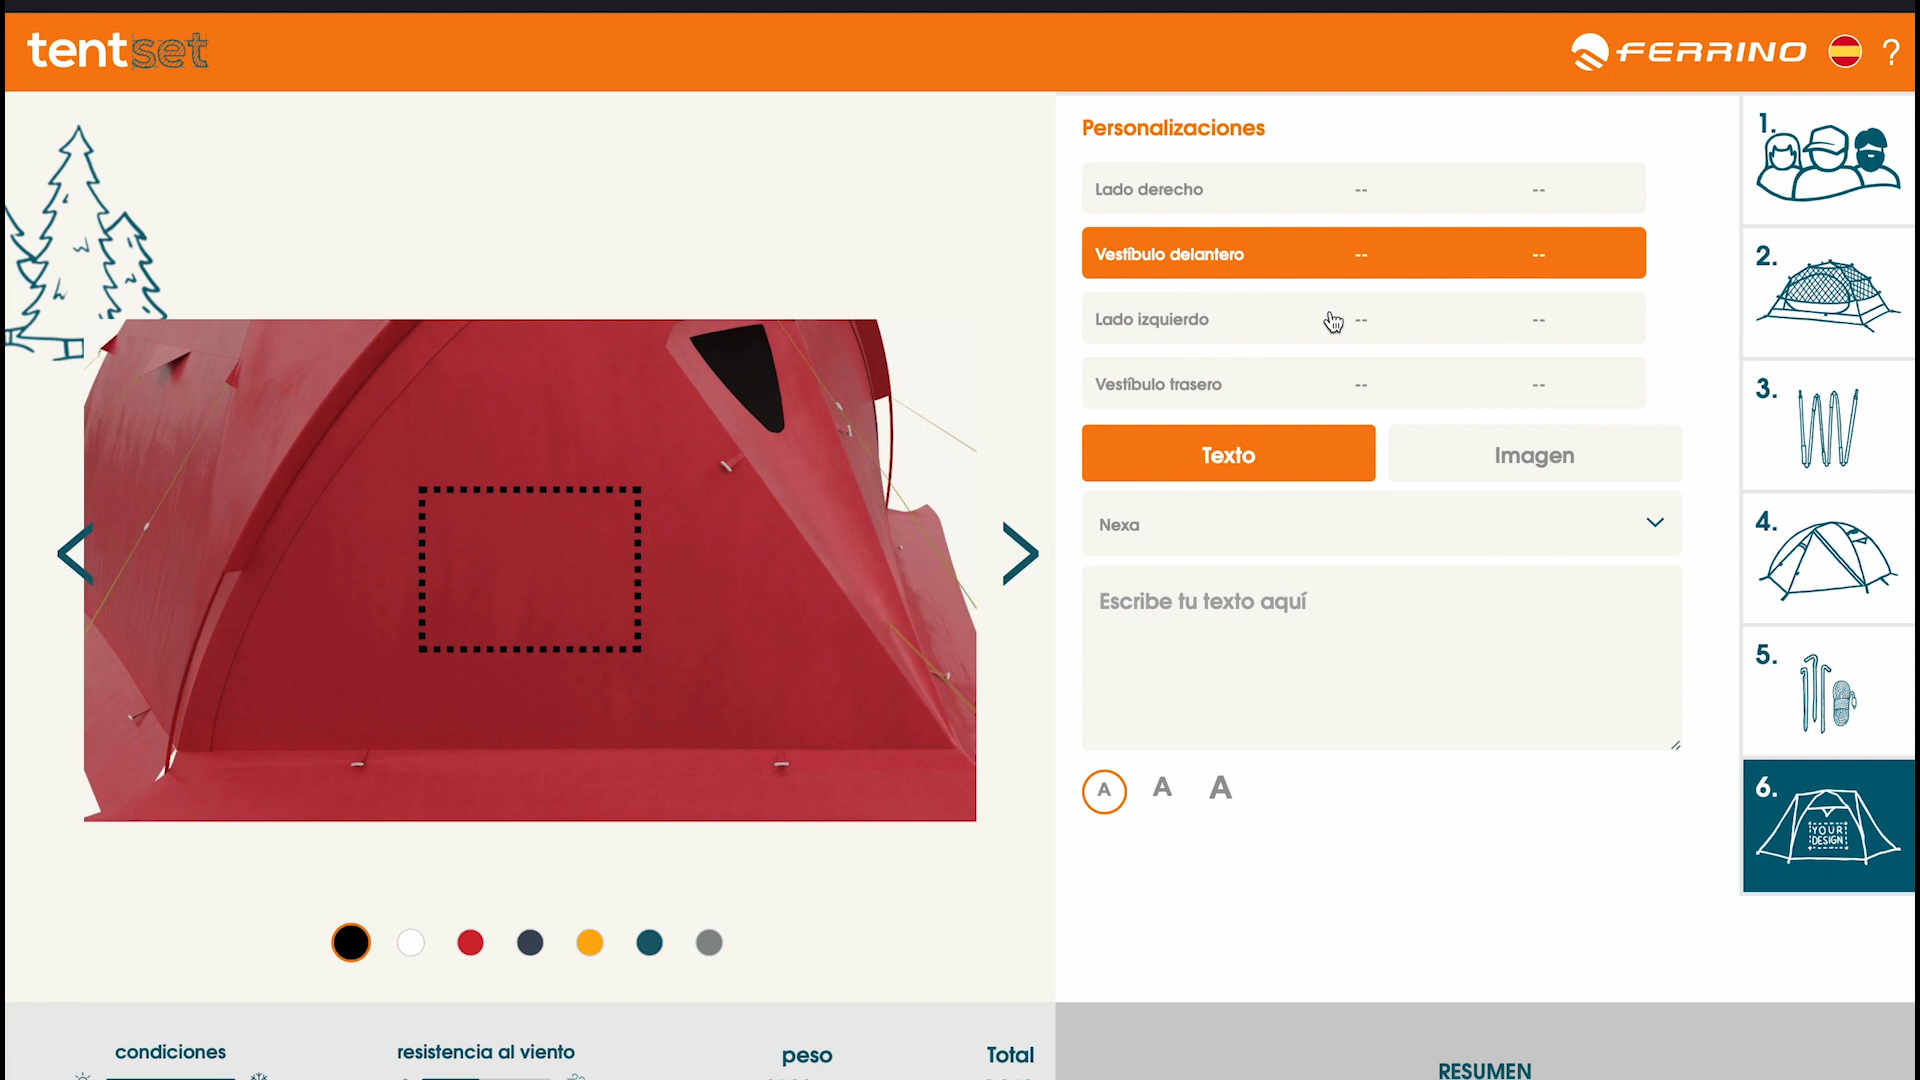 tentset
FERRINO
?
Personalizaciones
Lado derecho -- --
Vestíbulo delantero -- --
Lado izquierdo -- --
Vestíbulo trasero -- --
Texto
Imagen
Nexa
Escribe tu texto aquí
A A A
1.
2.
3.
4.
5.
6.
YOUR
DESIGN
condiciones
resistencia al viento
peso
Total
RESUMEN